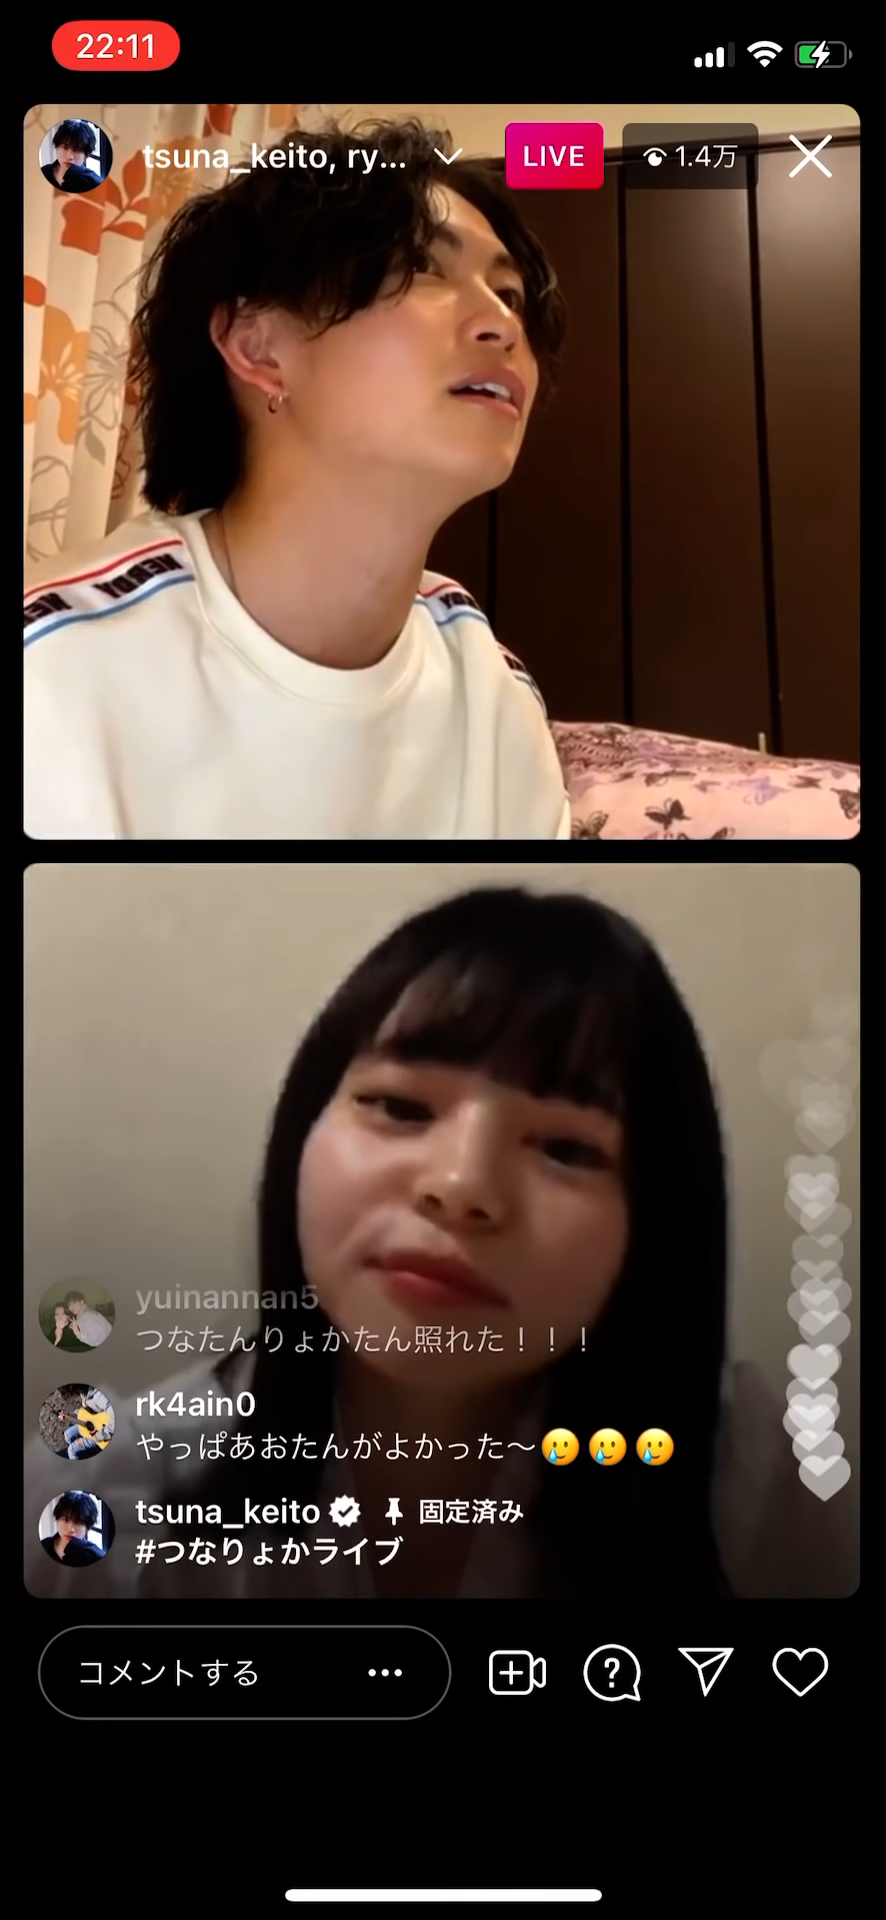 22:11
tsuna_keito, ry...
LIVE
1.4万
NERDY
yuinannan5
つなたんりょかたん照れた！！！
rk4ain0
やっぱあおたんがよかった〜🥲🥲🥲
tsuna_keito 固定済み
#つなりょかライブ
コメントする